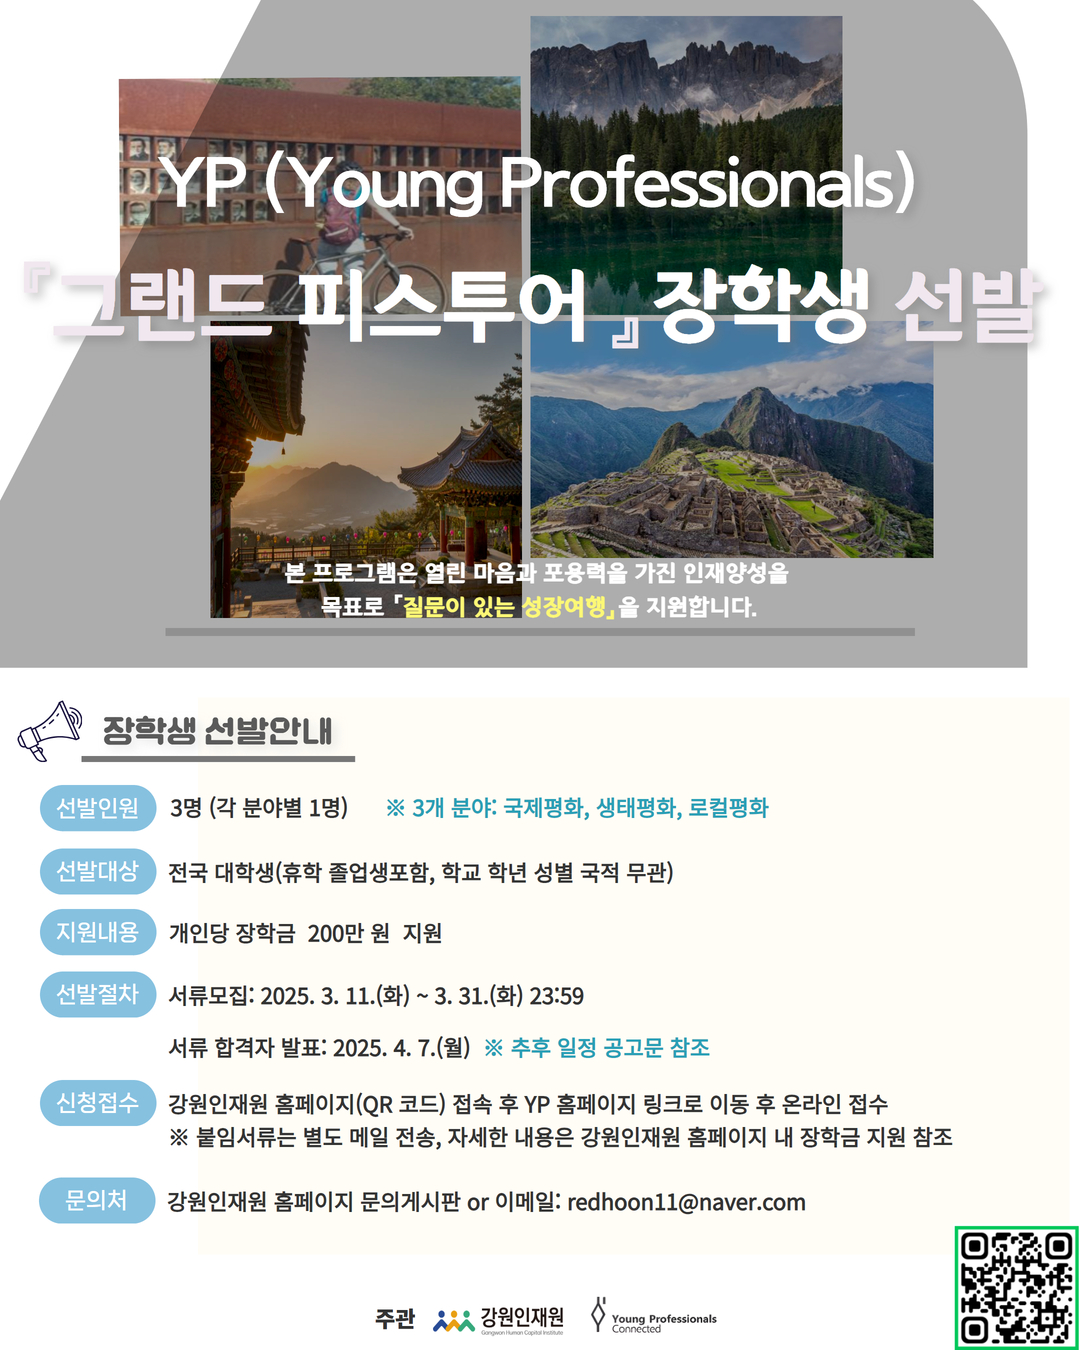 YP (Young Professionals)
『그랜드 피스투어 』장학생 선발
본 프로그램은 열린 마음과 포용력을 가진 인재양성을
목표로 「질문이 있는 성장여행」을 지원합니다.
장학생 선발안내
선발인원 3명 (각 분야별 1명) ※ 3개 분야: 국제평화, 생태평화, 로컬평화
선발대상 전국 대학생(휴학 졸업생포함, 학교 학년 성별 국적 무관)
지원내용 개인당 장학금 200만 원 지원
선발절차 서류모집: 2025. 3. 11.(화) ~ 3. 31.(화) 23:59
서류 합격자 발표: 2025. 4. 7.(월) ※ 추후 일정 공고문 참조
신청접수 강원인재원 홈페이지(QR 코드) 접속 후 YP 홈페이지 링크로 이동 후 온라인 접수
※ 붙임서류는 별도 메일 전송, 자세한 내용은 강원인재원 홈페이지 내 장학금 지원 참조
문의처 강원인재원 홈페이지 문의게시판 or 이메일: redhoon11@naver.com
주관 강원인재원 Young Professionals
Gangwon Human Capital Institute Connected